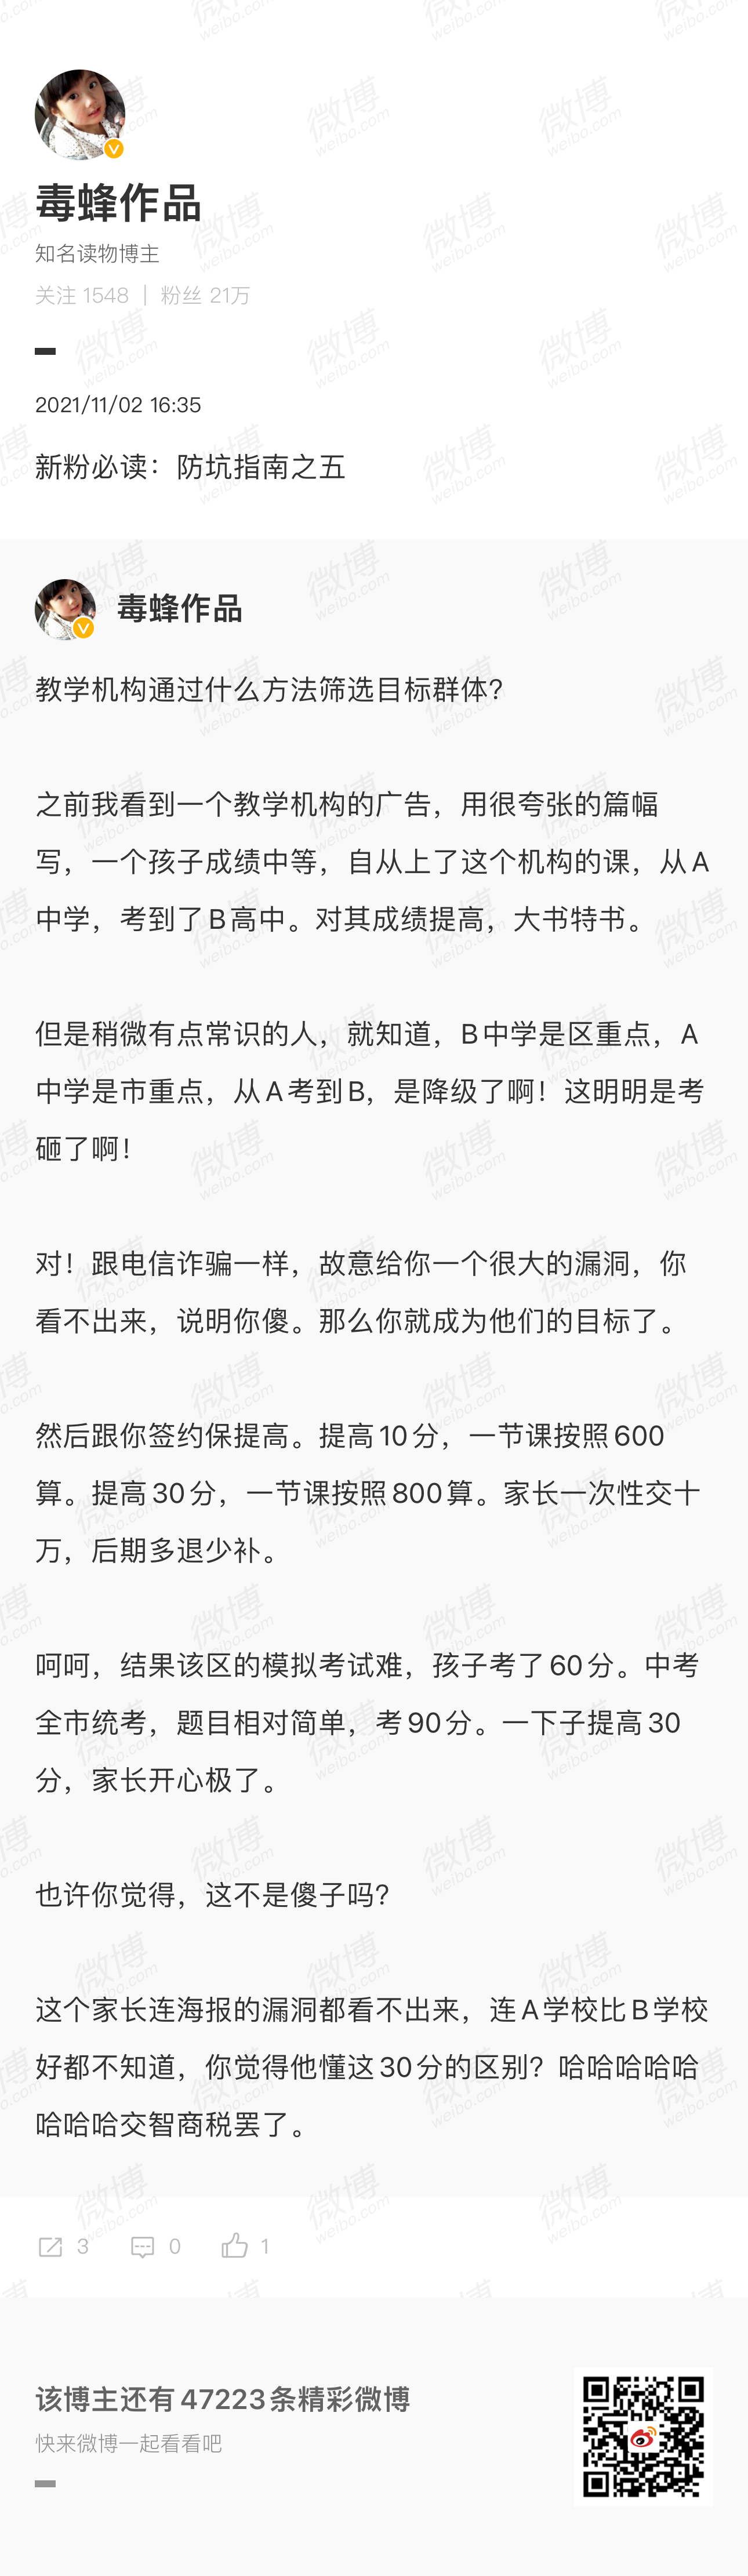 毒蜂作品
知名读物博主
关注 1548 | 粉丝 21万
2021/11/02 16:35
新粉必读：防坑指南之五
毒蜂作品
教学机构通过什么方法筛选目标群体？
之前我看到一个教学机构的广告，用很夸张的篇幅
写，一个孩子成绩中等，自从上了这个机构的课，从A
中学，考到了B高中。对其成绩提高，大书特书。
但是稍微有点常识的人，就知道，B中学是区重点，A
中学是市重点，从A考到B，是降级了啊！这明明是考
砸了啊！
对！跟电信诈骗一样，故意给你一个很大的漏洞，你
看不出来，说明你傻。那么你就成为他们的目标了。
然后跟你签约保提高。提高10分，一节课按照600
算。提高30分，一节课按照800算。家长一次性交十
万，后期多退少补。
呵呵，结果该区的模拟考试难，孩子考了60分。中考
全市统考，题目相对简单，考90分。一下子提高30
分，家长开心极了。
也许你觉得，这不是傻子吗？
这个家长连海报的漏洞都看不出来，连A学校比B学校
好都不知道，你觉得他懂这30分的区别？哈哈哈哈哈
哈哈哈交智商税罢了。
3 0 1
该博主还有47223条精彩微博
快来微博一起看看吧
微博
weibo.com